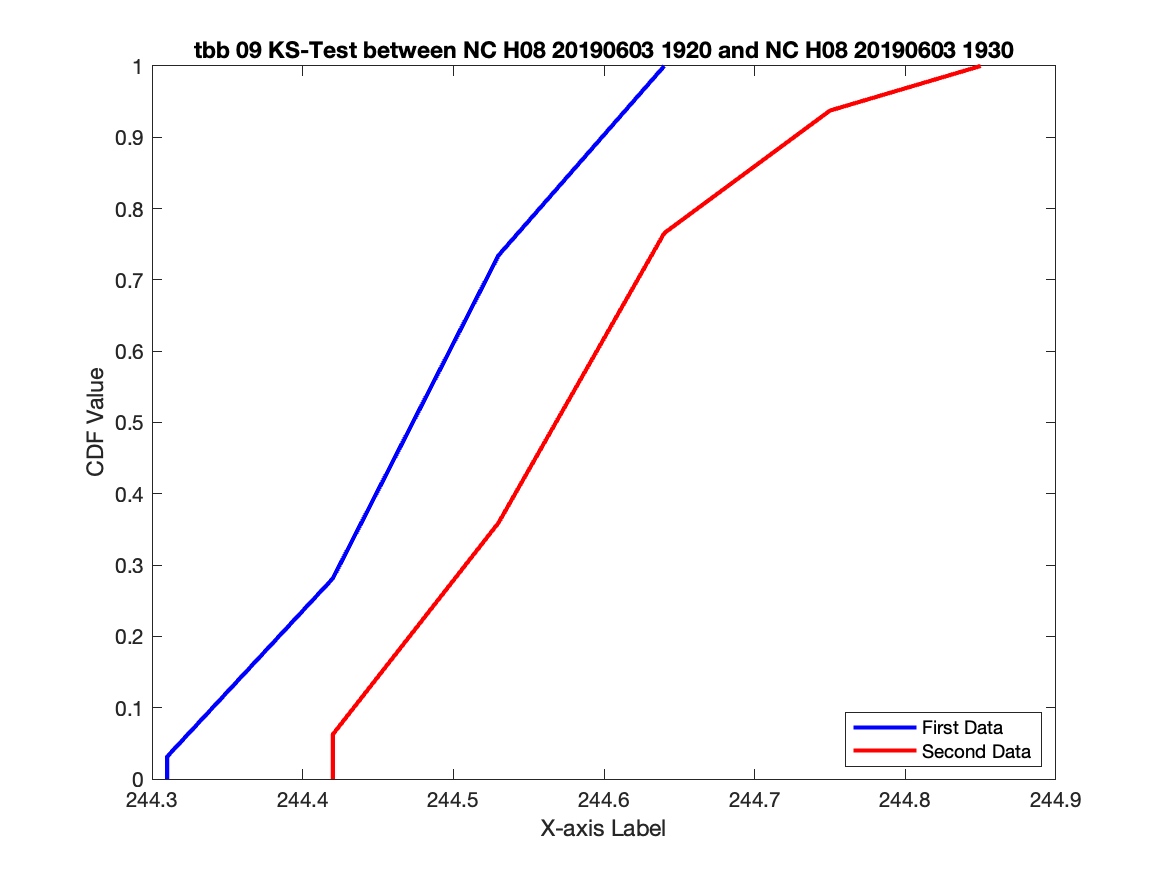 tbb 09 KS-Test between NC H08 20190603 1920 and NC H08 20190603 1930
1
0.9
0.8
0.7
0.6
0.5
0.4
0.3
0.2
0.1
0
CDF Value
244.3 244.4 244.5 244.6 244.7 244.8 244.9
X-axis Label
First Data
Second Data